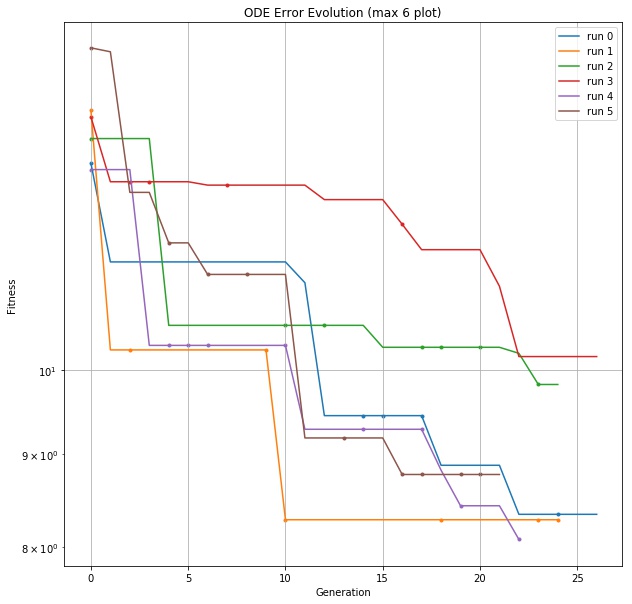 ODE Error Evolution (max 6 plot)
run 0
run 1
run 2
run 3
run 4
run 5
Fitness
10¹
9 × 10⁰
8 × 10⁰
0 5 10 15 20 25
Generation